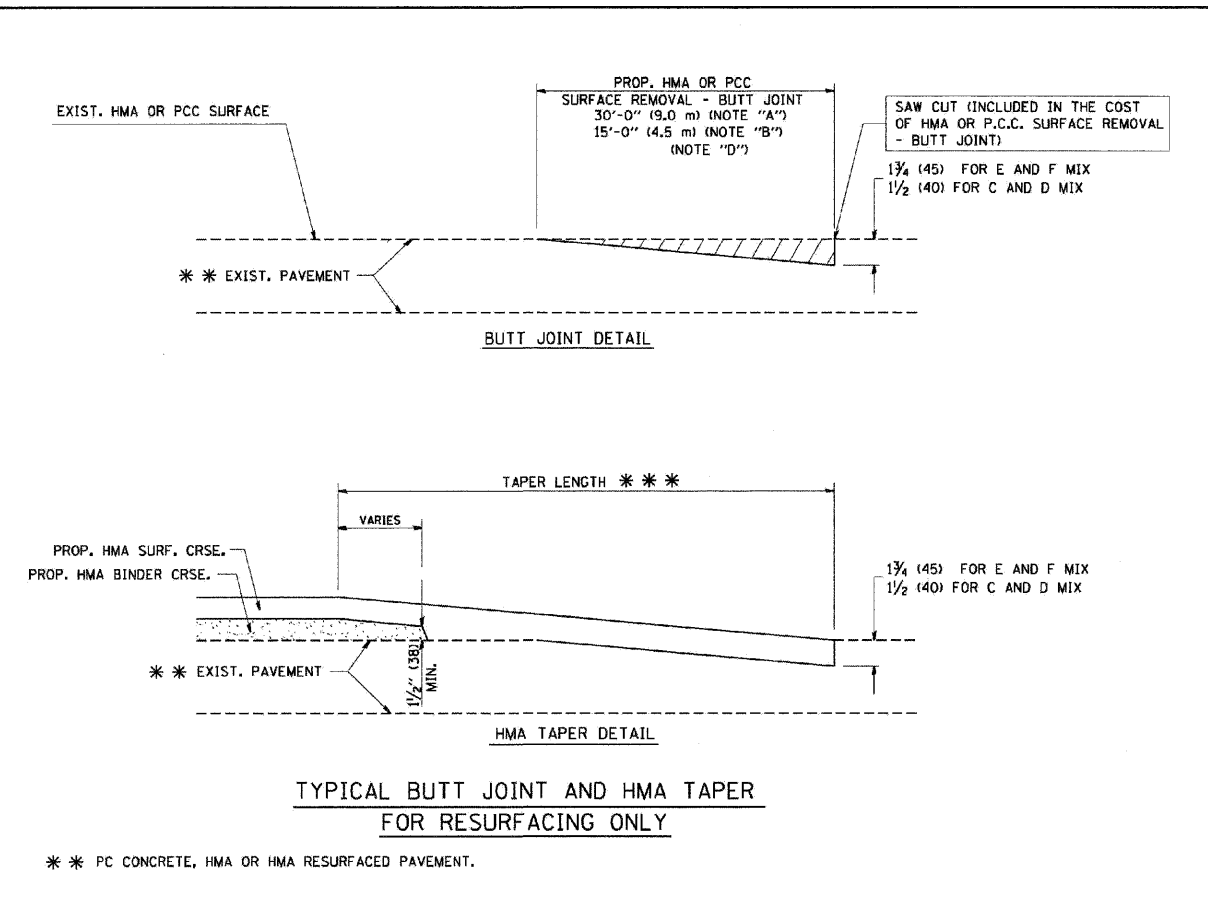 PROP. HMA OR PCC
SURFACE REMOVAL - BUTT JOINT
30'-0" (9.0 m) (NOTE "A")
15'-0" (4.5 m) (NOTE "B")
(NOTE "D")
EXIST. HMA OR PCC SURFACE
SAW CUT (INCLUDED IN THE COST
OF HMA OR P.C.C. SURFACE REMOVAL
- BUTT JOINT)
1¾ (45) FOR E AND F MIX
1½ (40) FOR C AND D MIX
** EXIST. PAVEMENT
BUTT JOINT DETAIL
TAPER LENGTH ***
VARIES
PROP. HMA SURF. CRSE.
PROP. HMA BINDER CRSE.
1¾ (45) FOR E AND F MIX
1½ (40) FOR C AND D MIX
** EXIST. PAVEMENT
1½" (38)
MIN.
HMA TAPER DETAIL
TYPICAL BUTT JOINT AND HMA TAPER
FOR RESURFACING ONLY
** PC CONCRETE, HMA OR HMA RESURFACED PAVEMENT.